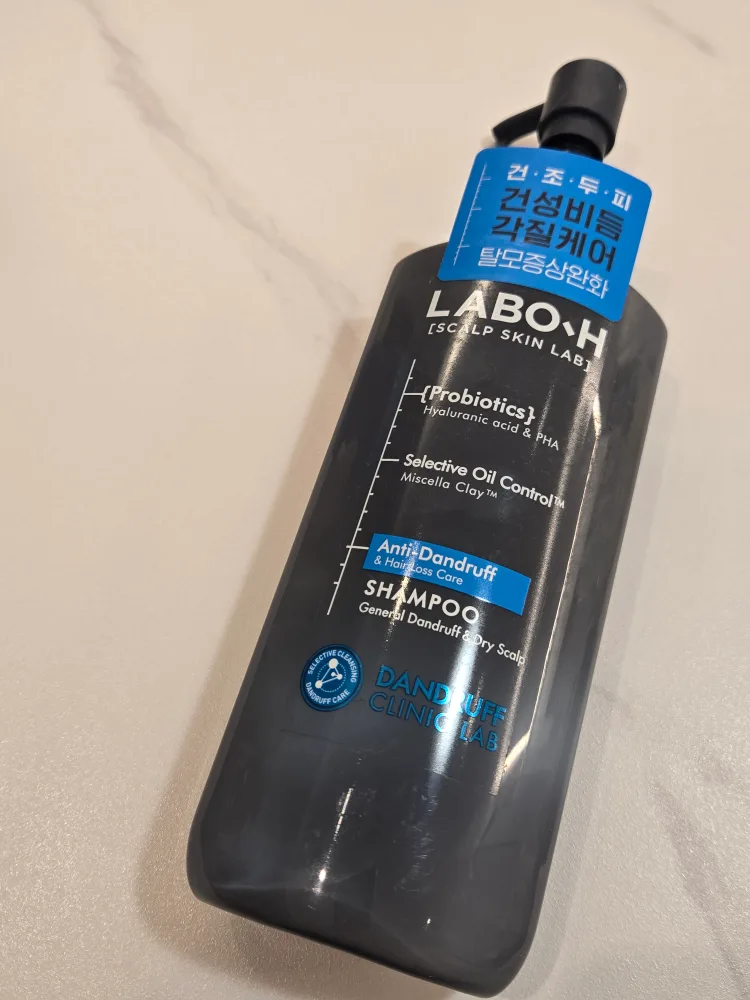 건·조·두·피
건성비듬
각질케어
탈모증상완화
LABO-H
[SCALP SKIN LAB]
{Probiotics}
Hyaluronic acid & PHA
Selective Oil Control™
Miscella Clay™
Anti-Dandruff
& Hair Loss Care
SHAMPOO
General Dandruff & Dry Scalp
SELECTIVE CLEANSING
DANDRUFF CARE
DANDRUFF
CLINIC LAB